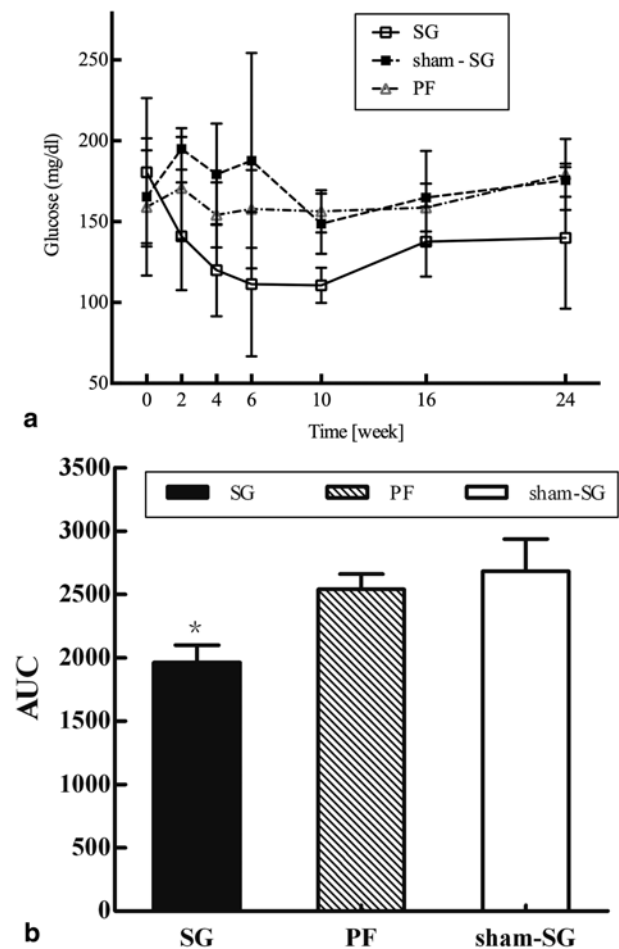 SG
sham - SG
PF
250
200
150
100
50
Glucose (mg/dl)
0 2 4 6 10 16 24
Time [week]
a
3500
3000
2500
2000
1500
1000
500
0
AUC
SG PF sham-SG
*
SG PF sham-SG
b